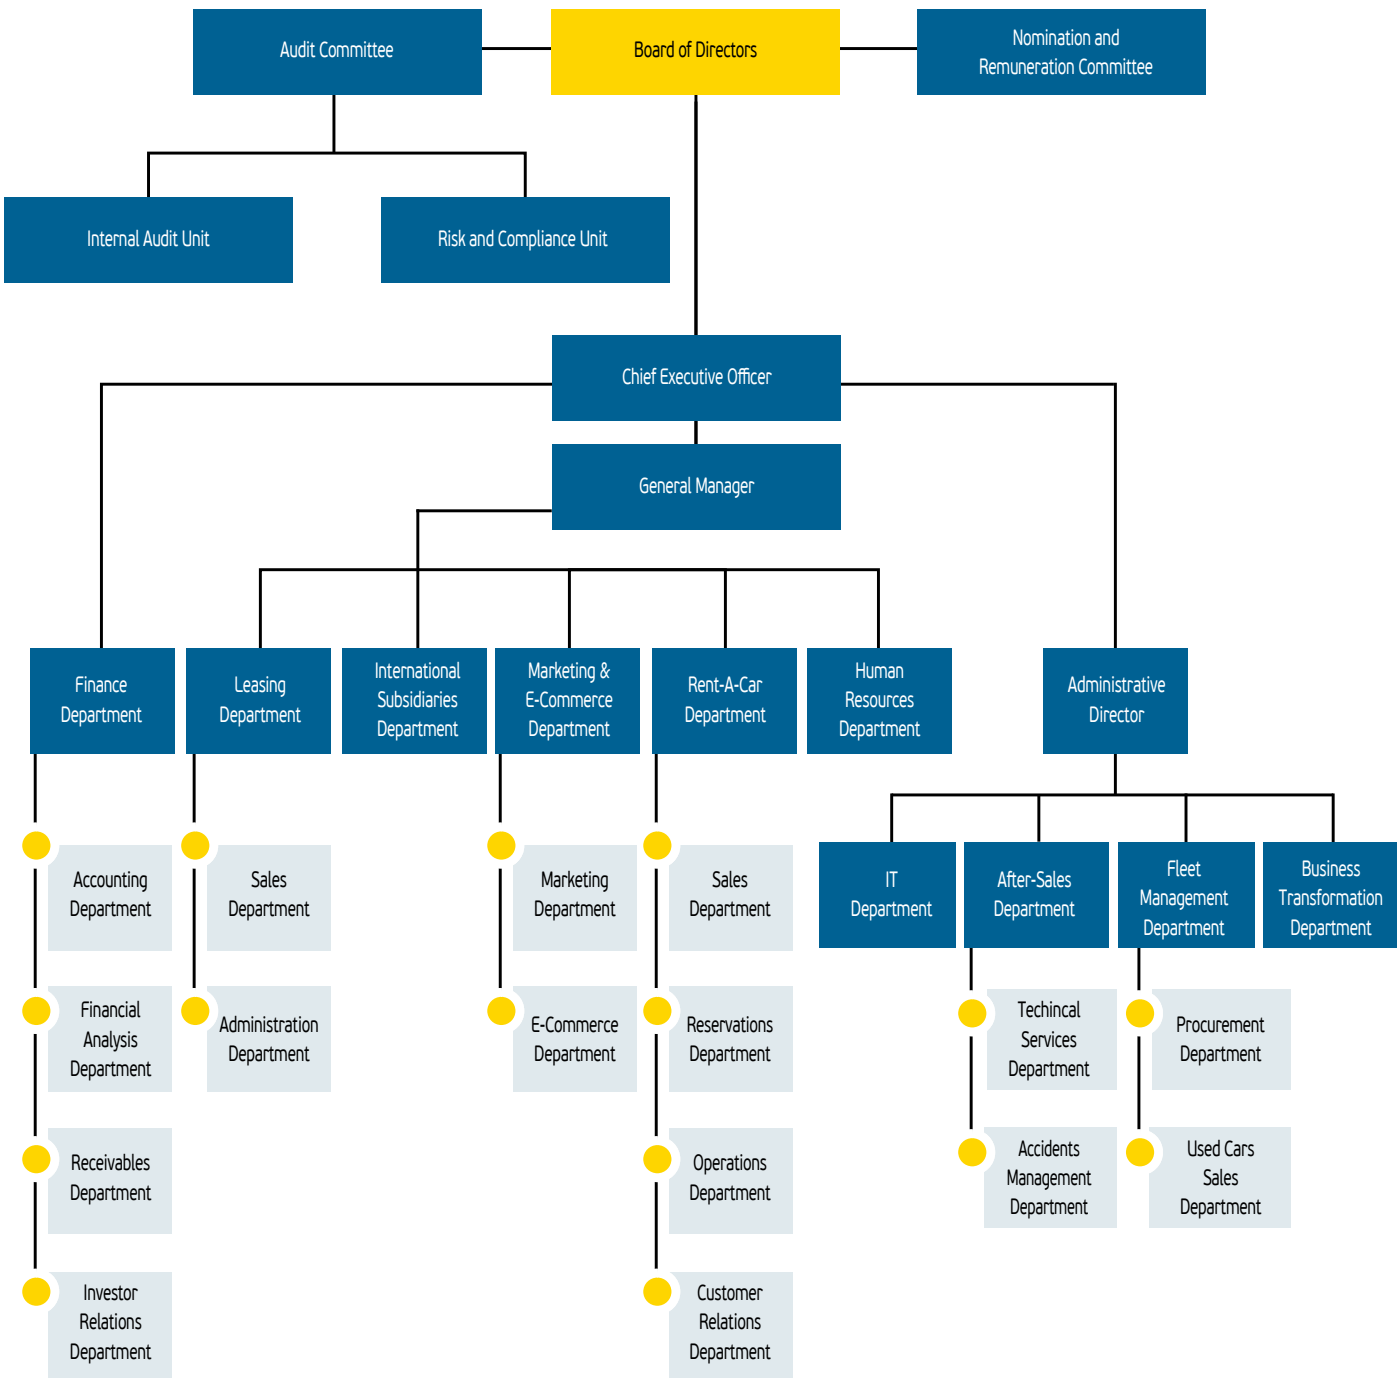 Audit Committee
Board of Directors
Nomination and
Remuneration Committee
Internal Audit Unit
Risk and Compliance Unit
Chief Executive Officer
General Manager
Finance
Department
Leasing
Department
International
Subsidiaries
Department
Marketing &
E-Commerce
Department
Rent-A-Car
Department
Human
Resources
Department
Administrative
Director
Accounting
Department
Financial
Analysis
Department
Receivables
Department
Investor
Relations
Department
Sales
Department
Administration
Department
Marketing
Department
E-Commerce
Department
Sales
Department
Reservations
Department
Operations
Department
Customer
Relations
Department
IT
Department
After-Sales
Department
Fleet
Management
Department
Business
Transformation
Department
Techincal
Services
Department
Accidents
Management
Department
Procurement
Department
Used Cars
Sales
Department